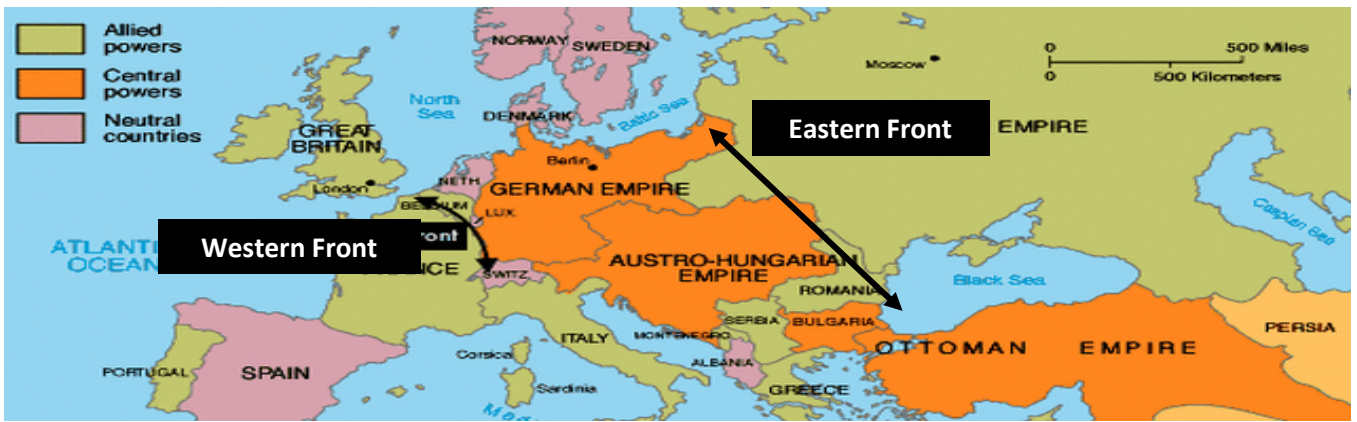 Allied
powers
Central
powers
Neutral
countries
NORWAY
SWEDEN
North
Sea
DENMARK
Baltic Sea
Moscow
0 500 Miles
0 500 Kilometers
Eastern Front
EMPIRE
GREAT
BRITAIN
London
NETH
Berlin
GERMAN EMPIRE
BELGIUM
LUX
Western Front
ront
ATLANTI
OCEAN
NCE
SWITZ
AUSTRO-HUNGARIAN
EMPIRE
ROMANIA
Black Sea
Caspian Sea
SERBIA
BULGARIA
MONTENEGRO
ITALY
ALBANIA
GREECE
OTTOMAN EMPIRE
PERSIA
PORTUGAL
SPAIN
Corsica
Sardinia